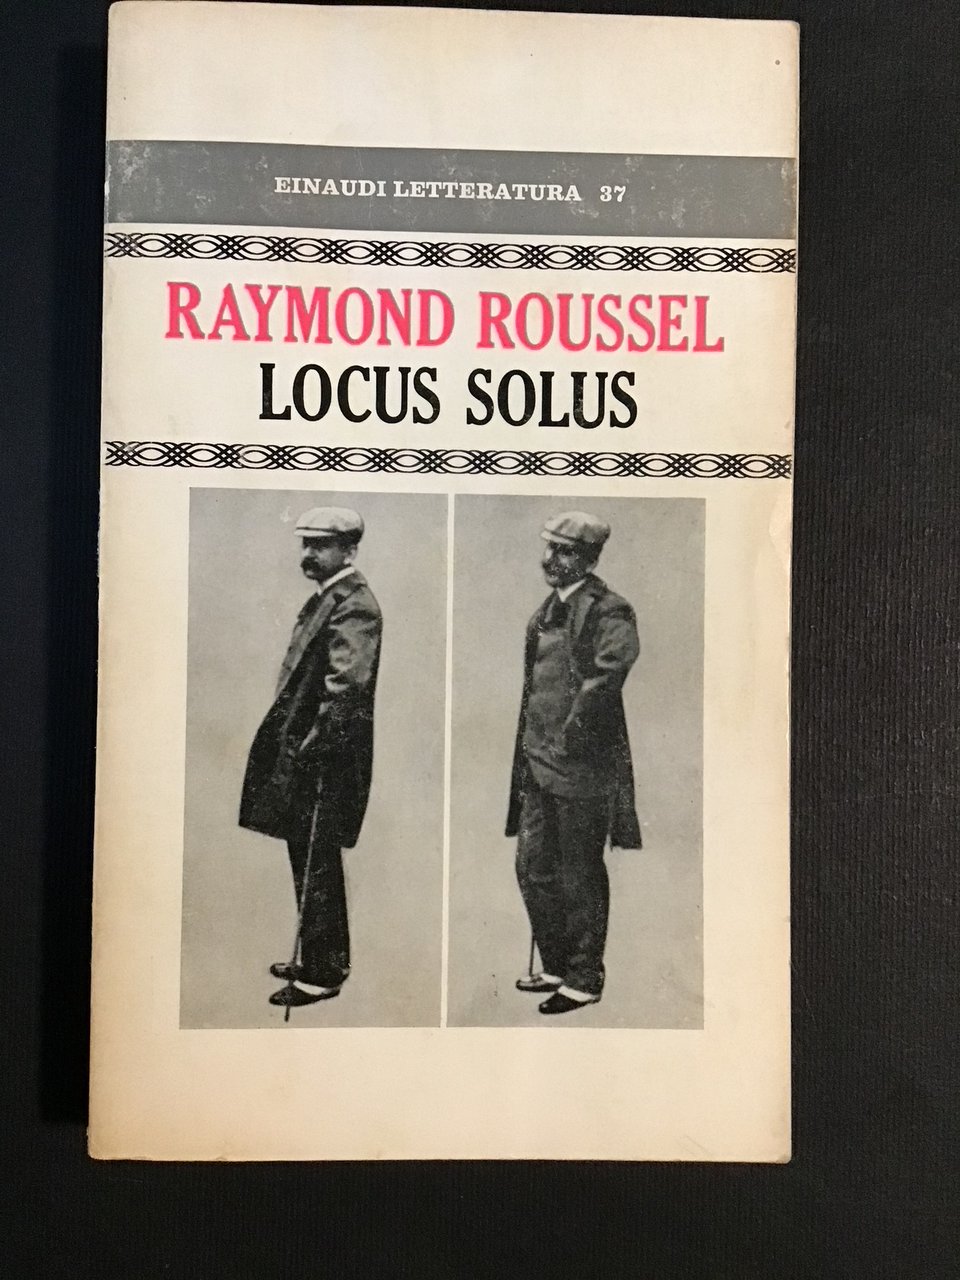 EINAUDI LETTERATURA 37
RAYMOND ROUSSEL
LOCUS SOLUS